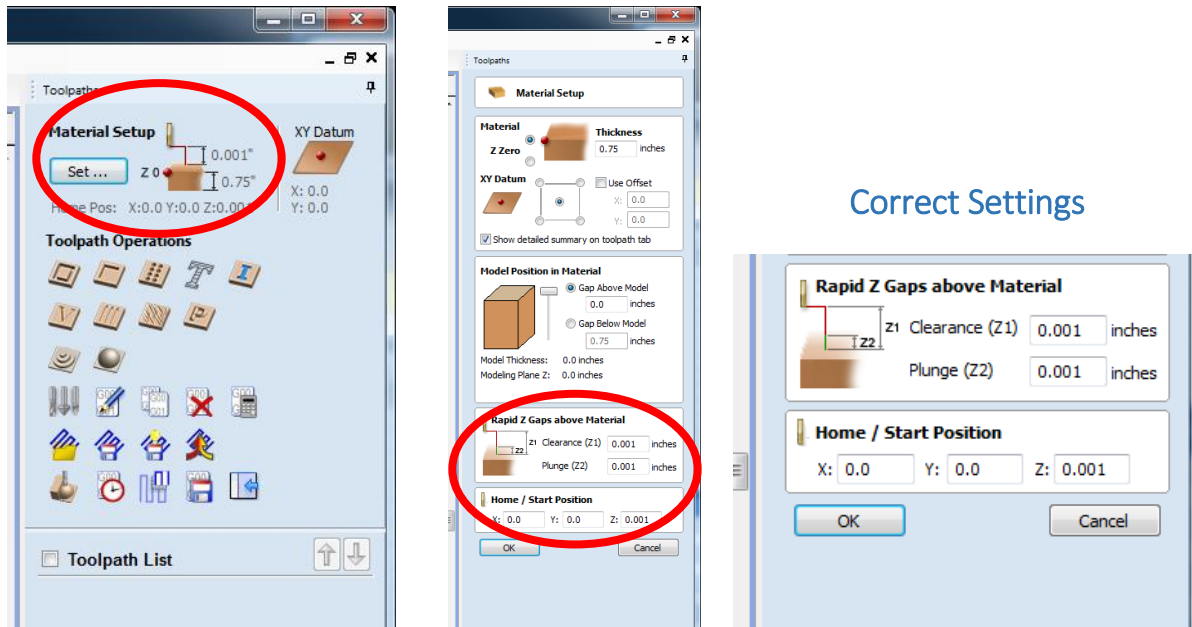 Toolpaths
Material Setup
XY Datum
Set ...
Z 0
0.001"
0.75"
X: 0.0
Y: 0.0
Home Pos: X:0.0 Y:0.0 Z:0.001
Toolpath Operations
Toolpath List
Toolpaths
Material Setup
Material
Z Zero
Thickness
0.75 inches
XY Datum
Use Offset
X: 0.0
Y: 0.0
Show detailed summary on toolpath tab
Model Position in Material
Gap Above Model
0.0 inches
Gap Below Model
0.75 inches
Model Thickness: 0.0 inches
Modeling Plane Z: 0.0 inches
Rapid Z Gaps above Material
Z1 Clearance (Z1) 0.001 inches
Z2
Plunge (Z2) 0.001 inches
Home / Start Position
X: 0.0 Y: 0.0 Z: 0.001
OK Cancel
Correct Settings
Rapid Z Gaps above Material
Z1 Clearance (Z1) 0.001 inches
Z2
Plunge (Z2) 0.001 inches
Home / Start Position
X: 0.0 Y: 0.0 Z: 0.001
OK Cancel